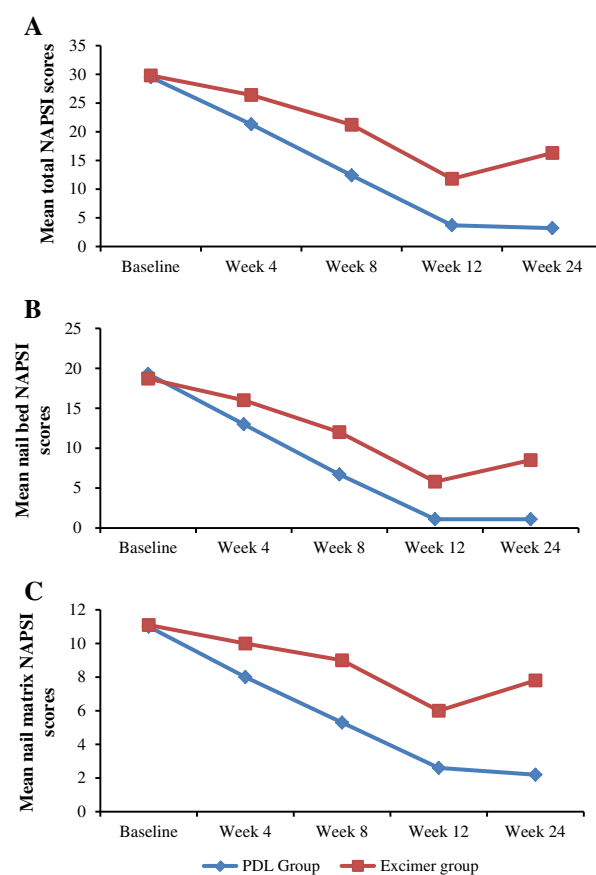 A
Mean total NAPSI scores
35
30
25
20
15
10
5
0
Baseline Week 4 Week 8 Week 12 Week 24
B
Mean nail bed NAPSI
scores
25
20
15
10
5
0
Baseline Week 4 Week 8 Week 12 Week 24
C
Mean nail matrix NAPSI
scores
12
10
8
6
4
2
0
Baseline Week 4 Week 8 Week 12 Week 24
PDL Group Excimer group